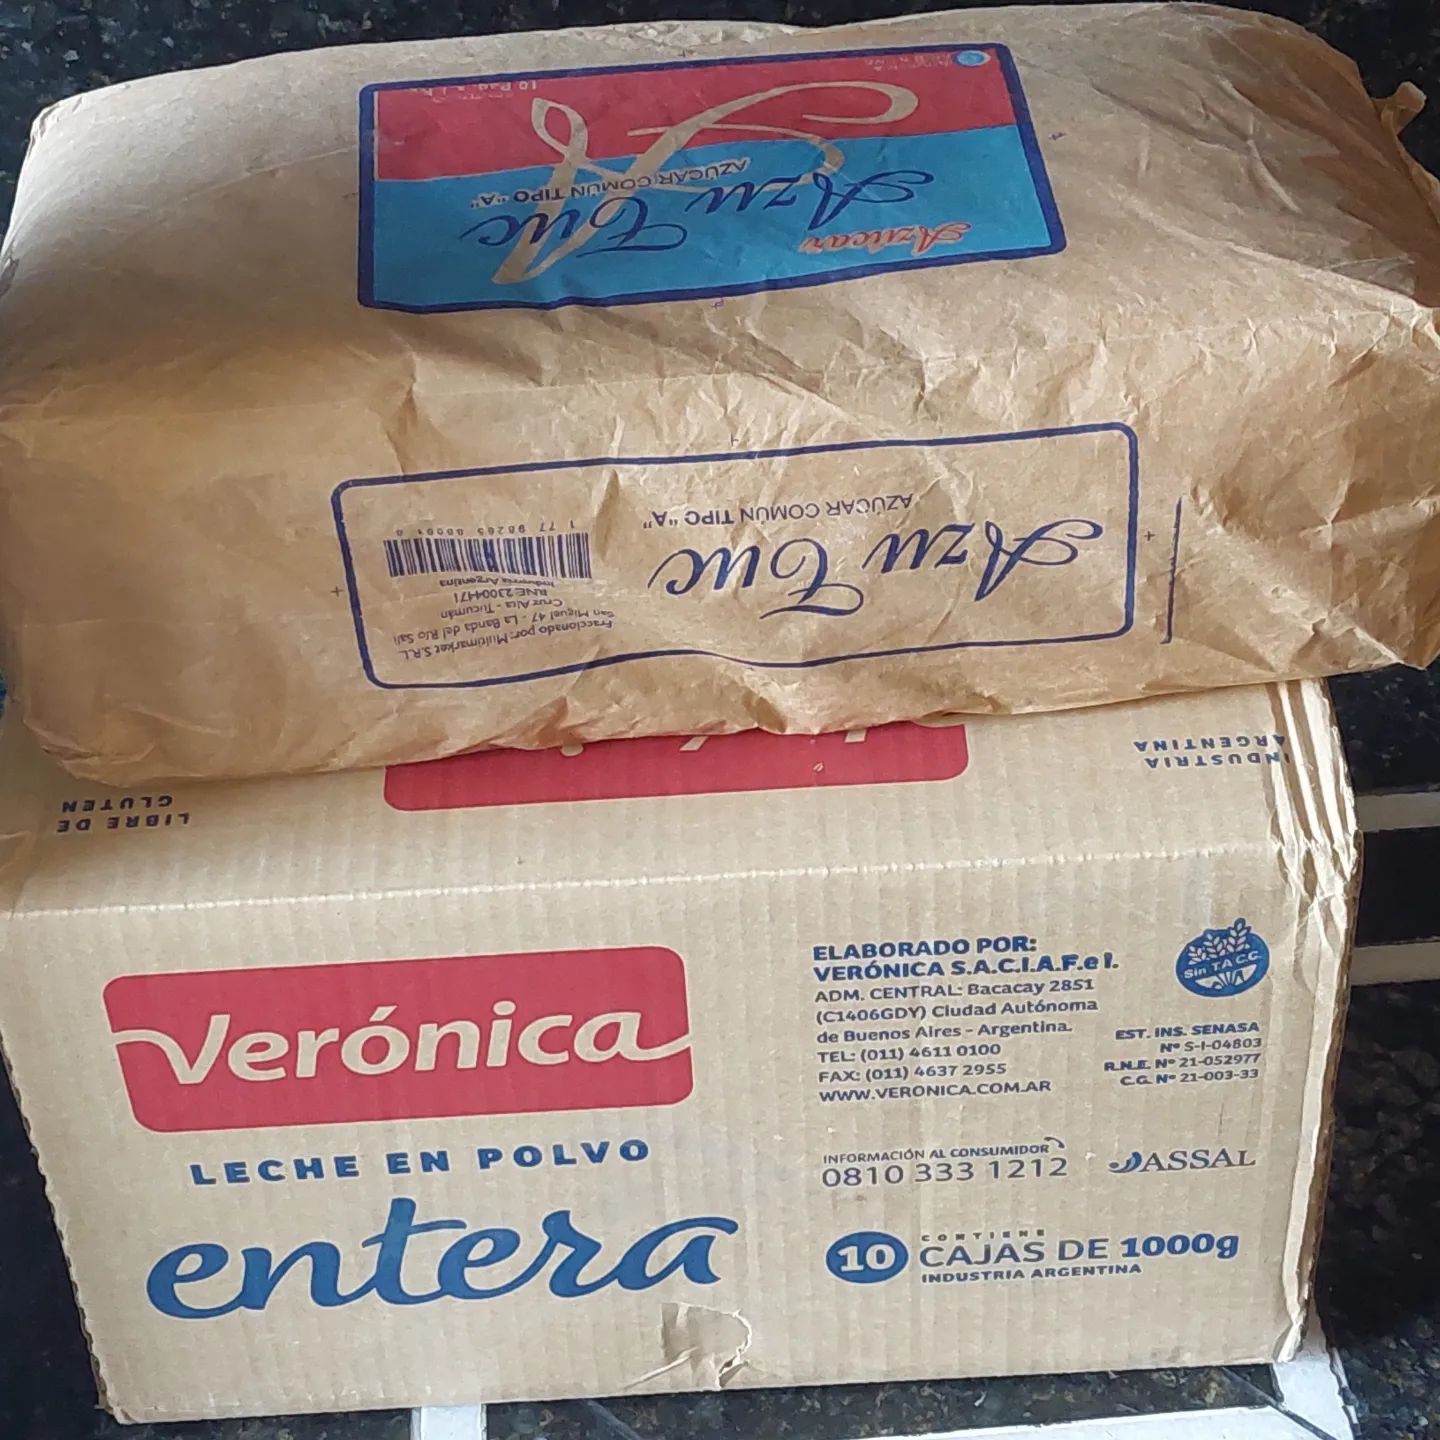 Azúcar
Azu Tuc
AZÚCAR COMÚN TIPO "A"
Azu Tuc
AZÚCAR COMÚN TIPO "A"
Fraccionado por: Multimarket S.R.L.
San Miguel 47 - La Banda del Río Salí
Cruz Alta - Tucumán
RNE 23004471
Industria Argentina
INDUSTRIA
ARGENTINA
LIBRE DE
GLUTEN
Verónica
LECHE EN POLVO
entera
ELABORADO POR:
VERÓNICA S.A.C.I.A.F.e I.
ADM. CENTRAL: Bacacay 2851
(C1406GDY) Ciudad Autónoma
de Buenos Aires - Argentina.
TEL: (011) 4611 0100
FAX: (011) 4637 2955
WWW.VERONICA.COM.AR
Sin T.A.C.C.
EST. INS. SENASA
Nº S-I-04803
R.N.E. Nº 21-052977
C.G. Nº 21-003-33
INFORMACIÓN AL CONSUMIDOR
0810 333 1212
ASSAL
10 CONTIENE
CAJAS DE 1000g
INDUSTRIA ARGENTINA